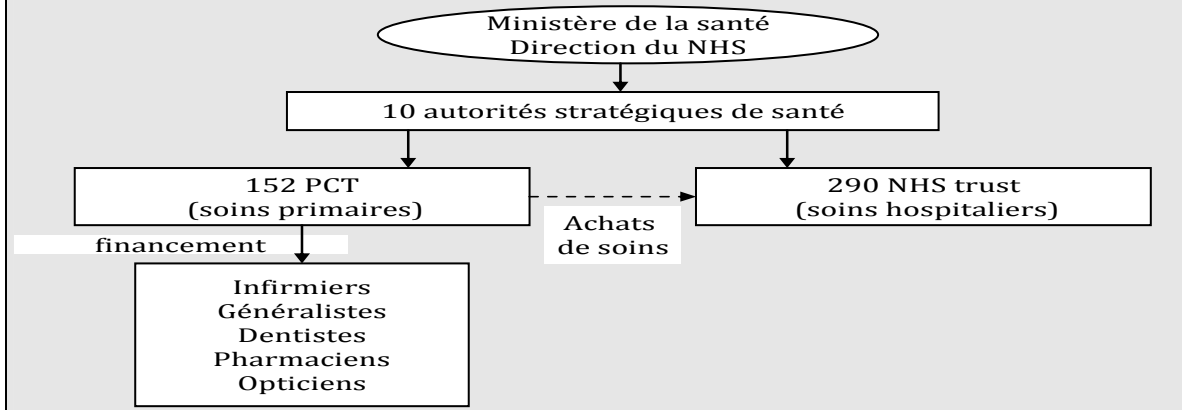 Ministère de la santé
Direction du NHS
10 autorités stratégiques de santé
152 PCT
(soins primaires)
290 NHS trust
(soins hospitaliers)
Achats
de soins
financement
Infirmiers
Généralistes
Dentistes
Pharmaciens
Opticiens